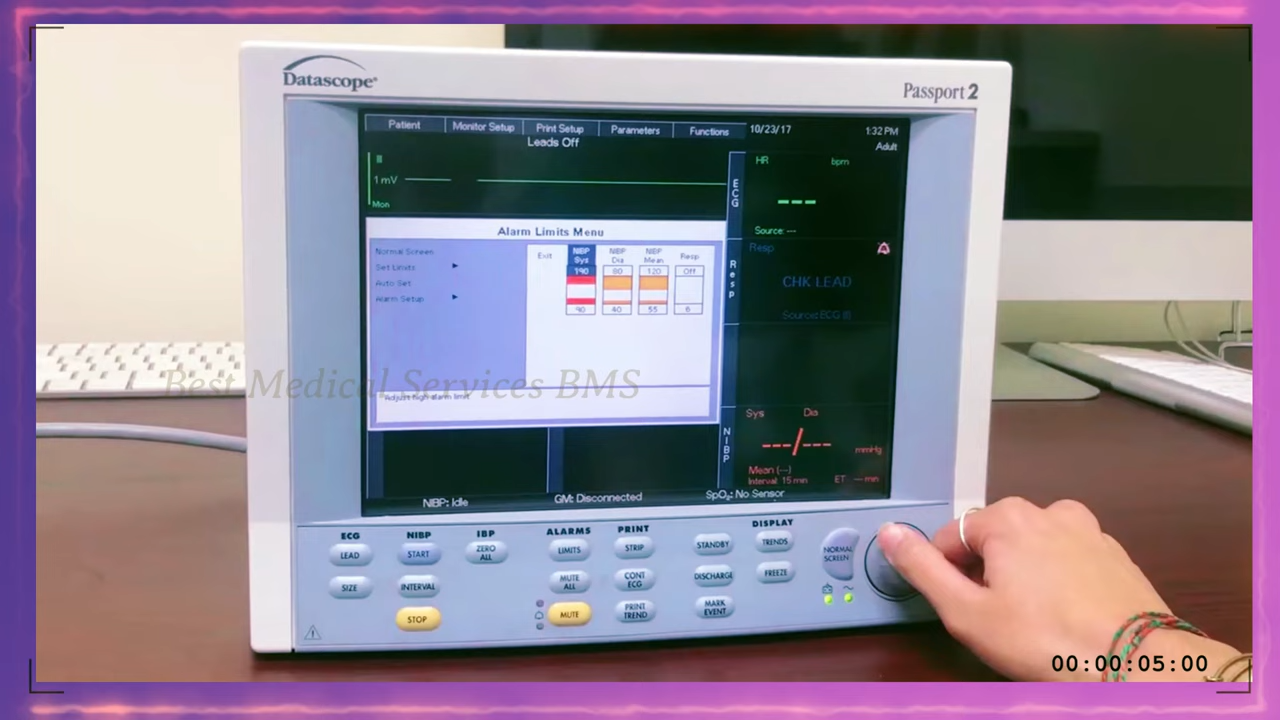 Datascope®
Passport 2
Patient Monitor Setup Print Setup Parameters Functions
10/23/17 1:32 PM
Leads Off
Adult
II
1 mV
Mon
ECG
HR bpm
---
Source: ---
Alarm Limits Menu
Normal Screen
Set Limits
Auto Set
Alarm Setup
Exit
NIBP Sys
NIBP Dia
NIBP Mean
Resp
190 80 120 Off
90 40 55 6
Adjust high alarm limit
Resp
Resp
CHK LEAD
Source: ECG (II)
Best Medical Services BMS
NIBP
Sys Dia
---/---
mmHg
Mean (---)
Interval: 15 min ET --- min
NIBP: Idle GM: Disconnected SpO₂: No Sensor
ECG NIBP IBP ALARMS PRINT DISPLAY
LEAD START ZERO ALL LIMITS STRIP STANDBY TRENDS NORMAL SCREEN
SIZE INTERVAL MUTE ALL CONT ECG DISCHARGE FREEZE
STOP MUTE PRINT TREND MARK EVENT
00:00:05:00